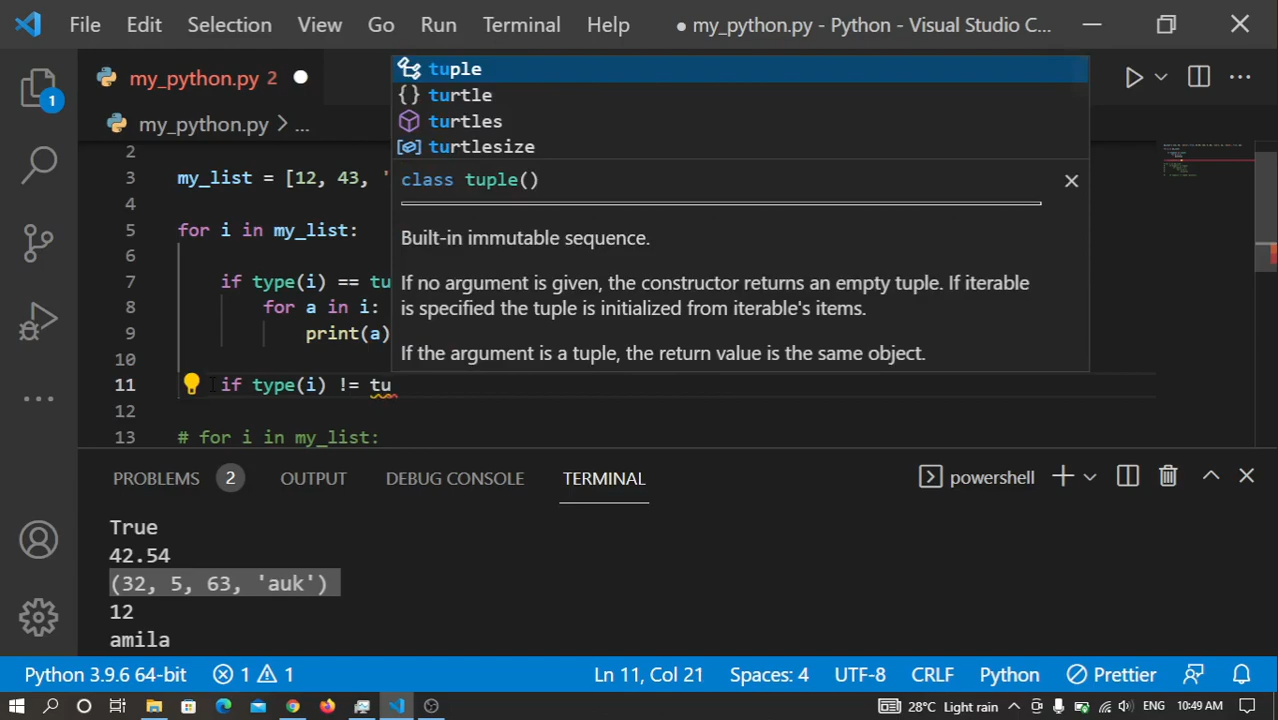 File Edit Selection View Go Run Terminal Help ● my_python.py - Python - Visual Studio C...
my_python.py 2
my_python.py > ...
tuple
turtle
turtles
turtlesize
class tuple()
Built-in immutable sequence.
If no argument is given, the constructor returns an empty tuple. If iterable
is specified the tuple is initialized from iterable's items.
If the argument is a tuple, the return value is the same object.
1
2
3 my_list = [12, 43, '
4
5 for i in my_list:
6
7 if type(i) == tu
8 for a in i:
9 print(a)
10
11 if type(i) != tu
12
13 # for i in my_list:
PROBLEMS 2 OUTPUT DEBUG CONSOLE TERMINAL powershell
True
42.54
(32, 5, 63, 'auk')
12
amila
Python 3.9.6 64-bit 1 1 Ln 11, Col 21 Spaces: 4 UTF-8 CRLF Python Prettier
28°C Light rain ENG 10:49 AM